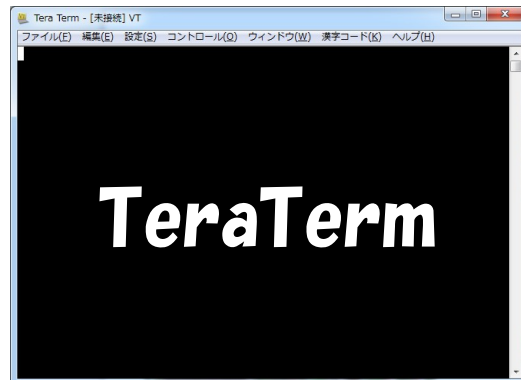 Tera Term - [未接続] VT
ファイル(F) 編集(E) 設定(S) コントロール(O) ウィンドウ(W) 漢字コード(K) ヘルプ(H)
TeraTerm